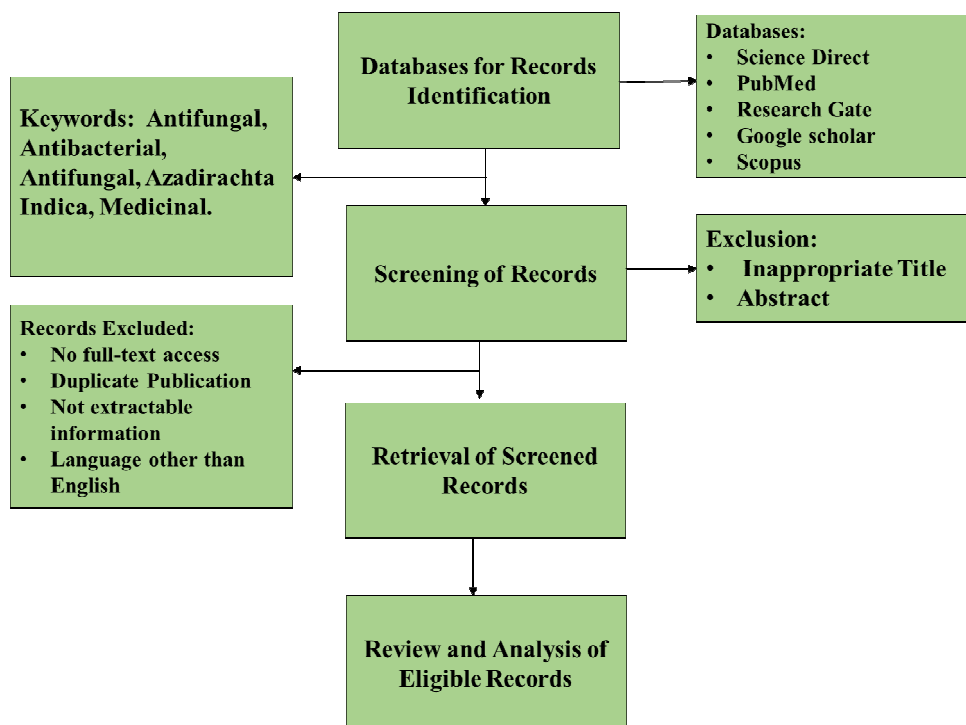 Databases for Records
Identification
Databases:
• Science Direct
• PubMed
• Research Gate
• Google scholar
• Scopus
Keywords: Antifungal,
Antibacterial,
Antifungal, Azadirachta
Indica, Medicinal.
Screening of Records
Exclusion:
• Inappropriate Title
• Abstract
Records Excluded:
• No full-text access
• Duplicate Publication
• Not extractable
information
• Language other than
English
Retrieval of Screened
Records
Review and Analysis of
Eligible Records